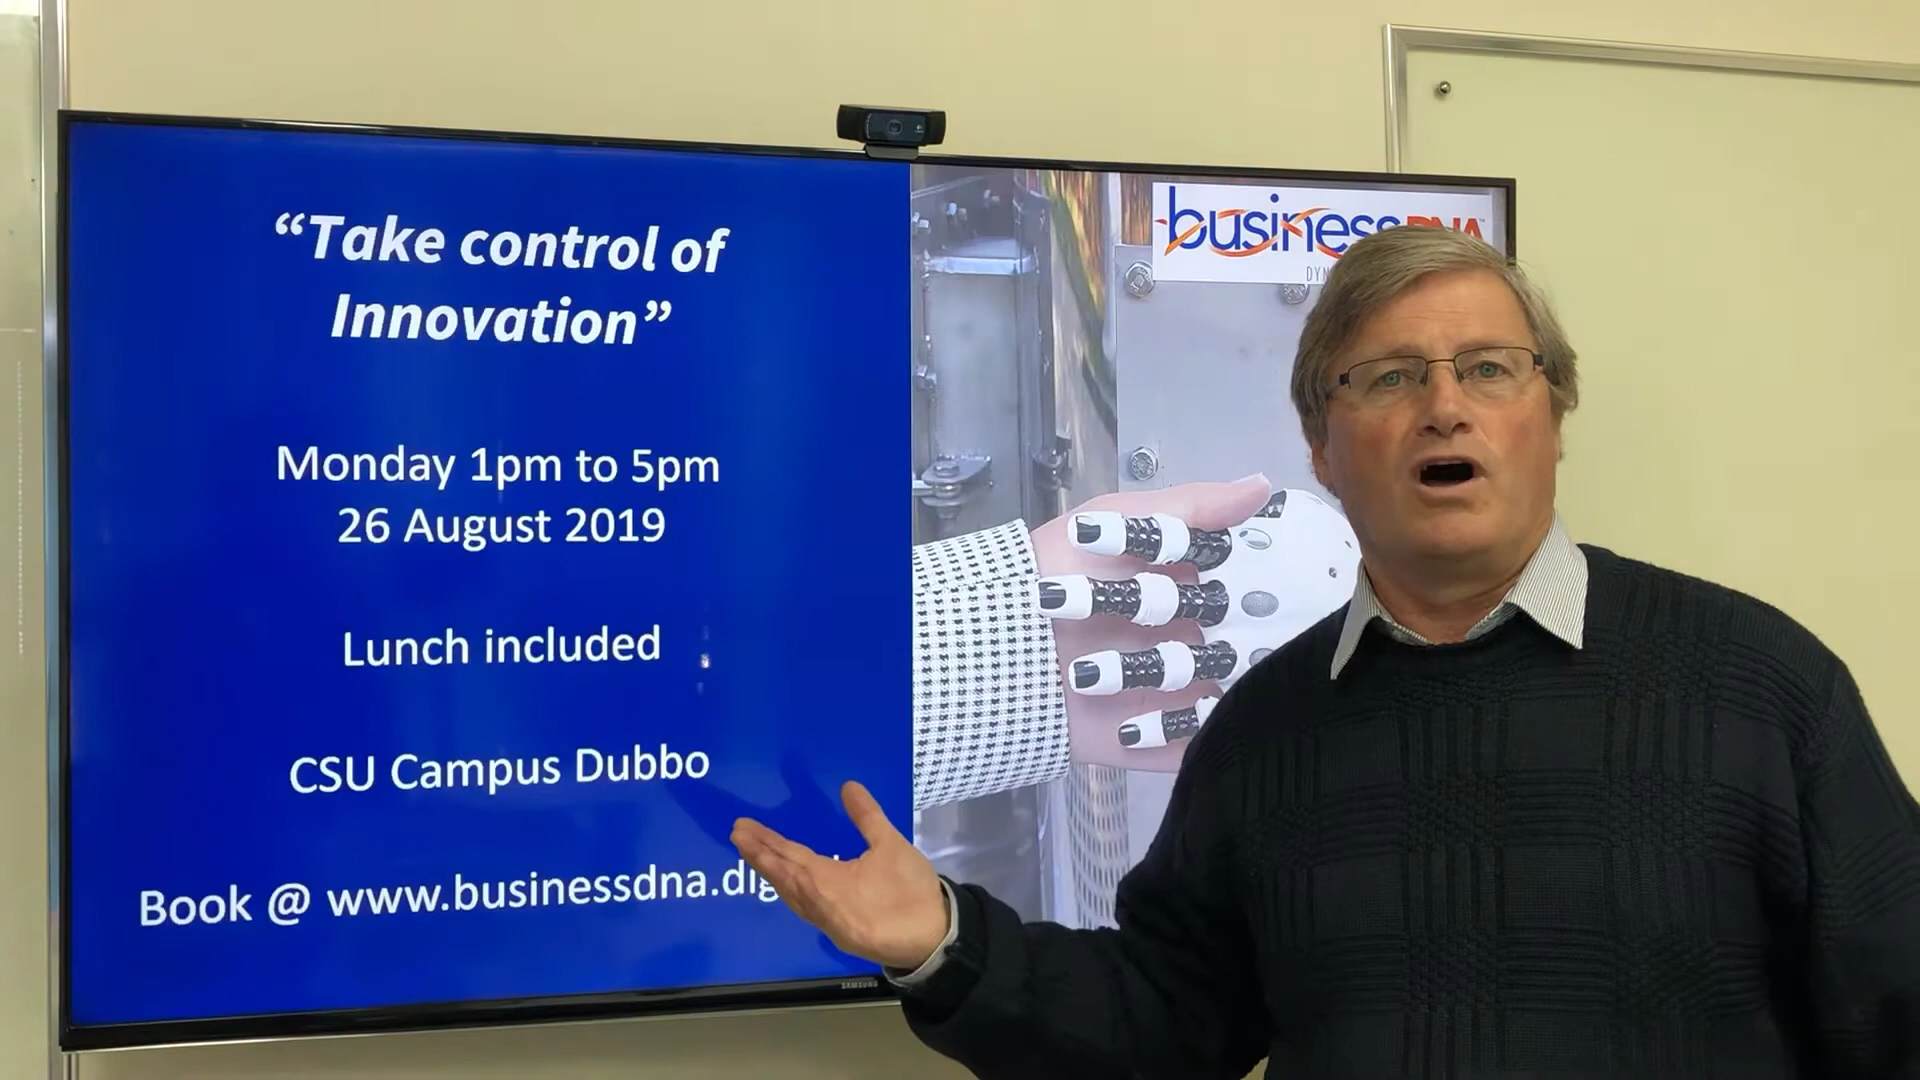 “Take control of
Innovation”
Monday 1pm to 5pm
26 August 2019
Lunch included
CSU Campus Dubbo
Book @ www.businessdna.dig
businessDNA
SAMSUNG